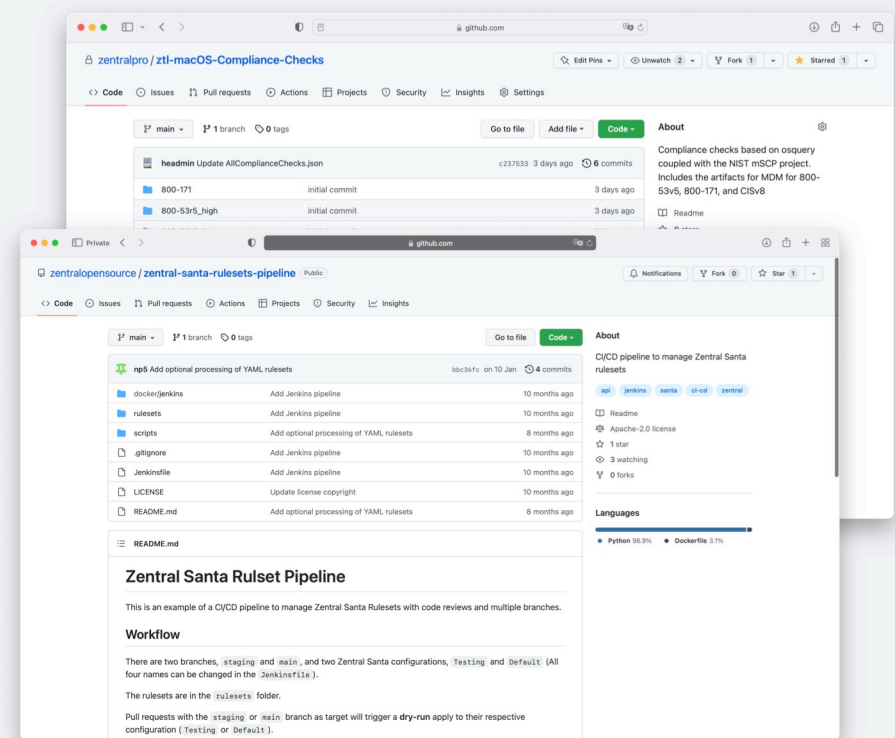 github.com
zentralpro / ztl-macOS-Compliance-Checks
Edit Pins
Unwatch 2
Fork 1
Starred 1
Code Issues Pull requests Actions Projects Security Insights Settings
main 1 branch 0 tags
Go to file Add file Code
headmin Update AllComplianceChecks.json c237533 3 days ago 6 commits
800-171 initial commit 3 days ago
800-53r5_high initial commit 3 days ago
About
Compliance checks based on osquery
coupled with the NIST mSCP project.
Includes the artifacts for MDM for 800-
53v5, 800-171, and CISv8
Readme
Private
github.com
zentralopensource / zentral-santa-rulesets-pipeline Public
Notifications Fork 0 Star 1
Code Issues Pull requests Actions Projects Security Insights
main 1 branch 0 tags
Go to file Code
np5 Add optional processing of YAML rulesets bbc36fc on 10 Jan 4 commits
docker/jenkins Add Jenkins pipeline 10 months ago
rulesets Add Jenkins pipeline 10 months ago
scripts Add optional processing of YAML rulesets 8 months ago
.gitignore Add Jenkins pipeline 10 months ago
Jenkinsfile Add Jenkins pipeline 10 months ago
LICENSE Update license copyright 10 months ago
README.md Add optional processing of YAML rulesets 8 months ago
README.md
Zentral Santa Rulset Pipeline
This is an example of a CI/CD pipeline to manage Zentral Santa Rulesets with code reviews and multiple branches.
Workflow
There are two branches, staging and main, and two Zentral Santa configurations, Testing and Default (All
four names can be changed in the Jenkinsfile).
The rulesets are in the rulesets folder.
Pull requests with the staging or main branch as target will trigger a dry-run apply to their respective
configuration (Testing or Default).
About
CI/CD pipeline to manage Zentral Santa
rulesets
api jenkins santa ci-cd zentral
Readme
Apache-2.0 license
1 star
3 watching
0 forks
Languages
Python 96.9% Dockerfile 3.1%